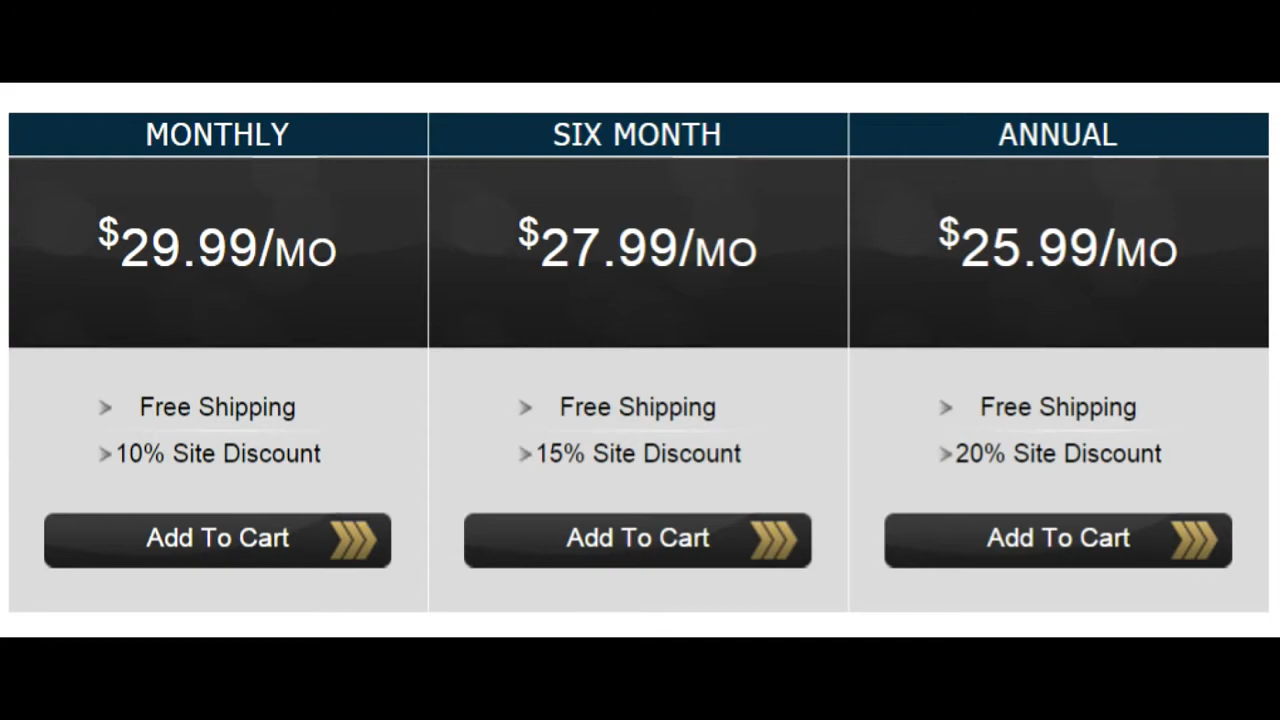 MONTHLY
$29.99/MO
Free Shipping
10% Site Discount
Add To Cart
SIX MONTH
$27.99/MO
Free Shipping
15% Site Discount
Add To Cart
ANNUAL
$25.99/MO
Free Shipping
20% Site Discount
Add To Cart